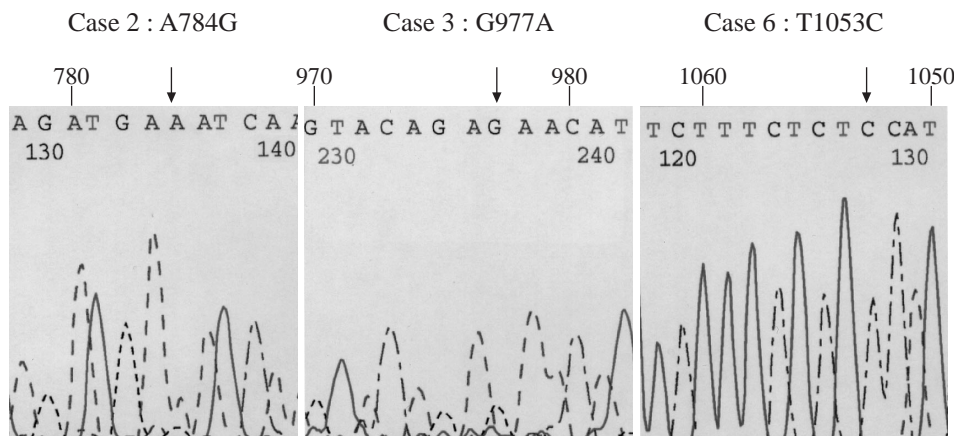 Case 2 : A784G Case 3 : G977A Case 6 : T1053C
780 970 980 1060 1050
A G A T G A A A T C A A G T A C A G A G A A C A T T C T T T C T C T C C A T
130 140 230 240 120 130